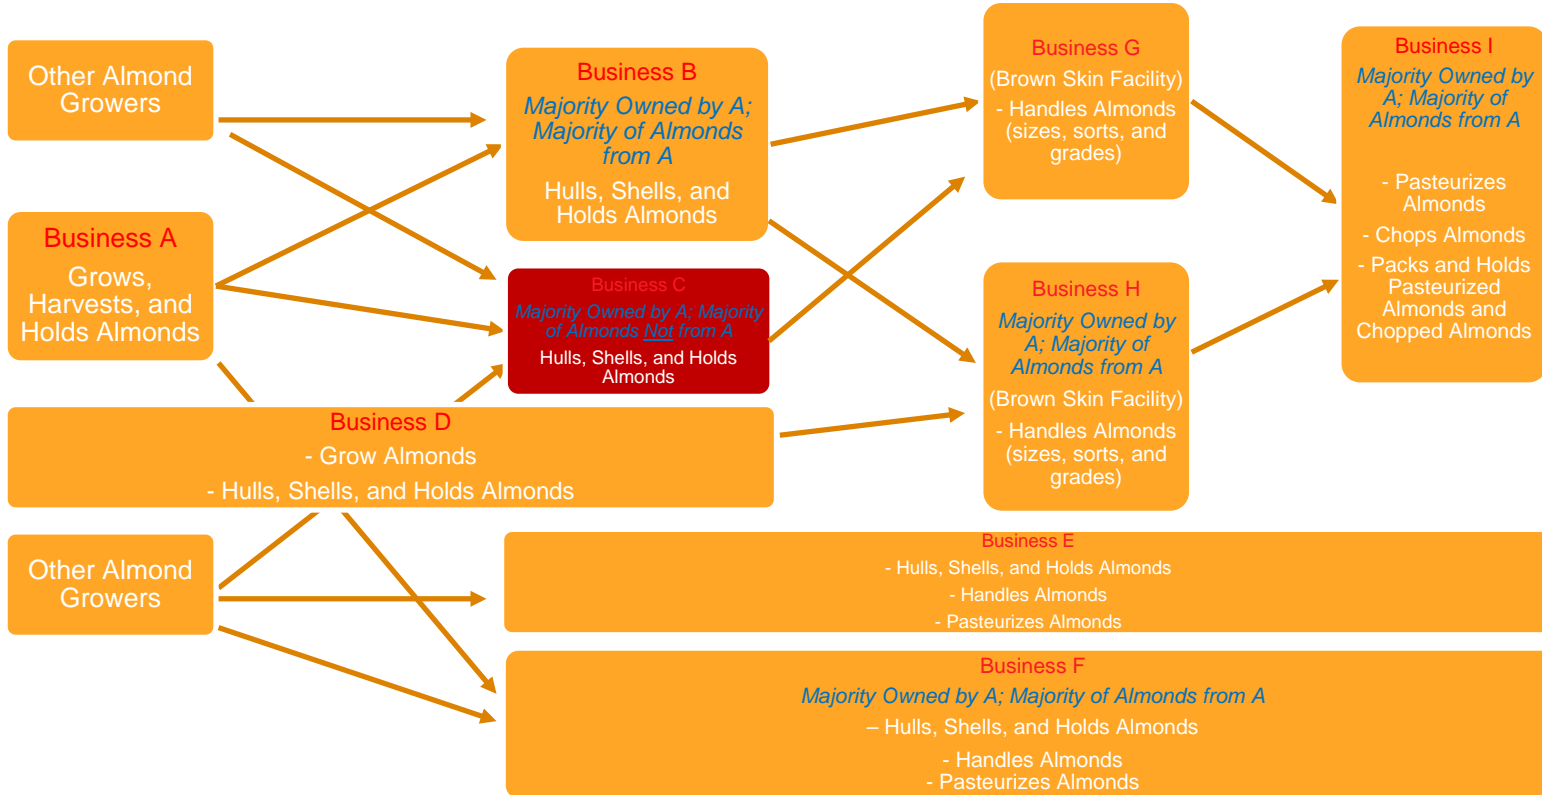 Other Almond
Growers
Business A
Grows,
Harvests, and
Holds Almonds
Business B
Majority Owned by A;
Majority of Almonds
from A
Hulls, Shells, and
Holds Almonds
Business C
Majority Owned by A; Majority
of Almonds Not from A
Hulls, Shells, and Holds
Almonds
Business D
- Grow Almonds
- Hulls, Shells, and Holds Almonds
Other Almond
Growers
Business G
(Brown Skin Facility)
- Handles Almonds
(sizes, sorts, and
grades)
Business H
Majority Owned by
A; Majority of
Almonds from A
(Brown Skin Facility)
- Handles Almonds
(sizes, sorts, and
grades)
Business I
Majority Owned by
A; Majority of
Almonds from A
- Pasteurizes
Almonds
- Chops Almonds
- Packs and Holds
Pasteurized
Almonds and
Chopped Almonds
Business E
- Hulls, Shells, and Holds Almonds
- Handles Almonds
- Pasteurizes Almonds
Business F
Majority Owned by A; Majority of Almonds from A
– Hulls, Shells, and Holds Almonds
- Handles Almonds
- Pasteurizes Almonds